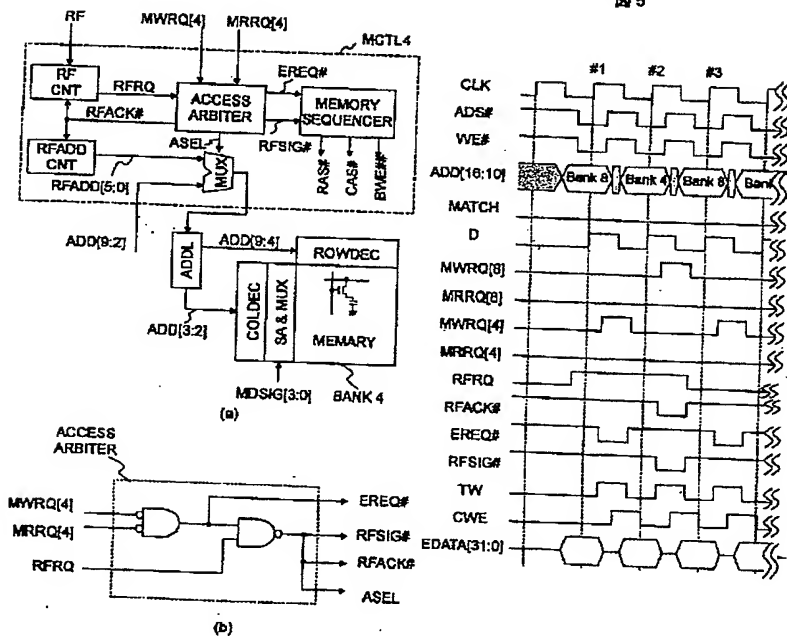 RF
MWRQ[4]
MRRQ[4]
MCTL4
RF
CNT
RFRQ
RFACK#
ACCESS
ARBITER
EREQ#
RFSIG#
MEMORY
SEQUENCER
ASEL
RFADD
CNT
MUX
RFADD[5:0]
RAS#
CAS#
ADD[9:2]
ADDL
ADD[9:4]
ROWDEC
ADD[3:2]
COLDEC
SA & MUX
MEMARY
MDSIG[3:0]
BANK 4
(a)
ACCESS
ARBITER
MWRQ[4]
MRRQ[4]
RFRQ
EREQ#
RFSIG#
RFACK#
ASEL
(b)
#1
#2
#3
CLK
ADS#
WE#
ADD[16:10]
Bank 8
Bank 4
Bank 8
Bank
MATCH
D
MWRQ[8]
MRRQ[8]
MWRQ[4]
MRRQ[4]
RFRQ
RFACK#
EREQ#
RFSIG#
TW
CWE
EDATA[31:0]